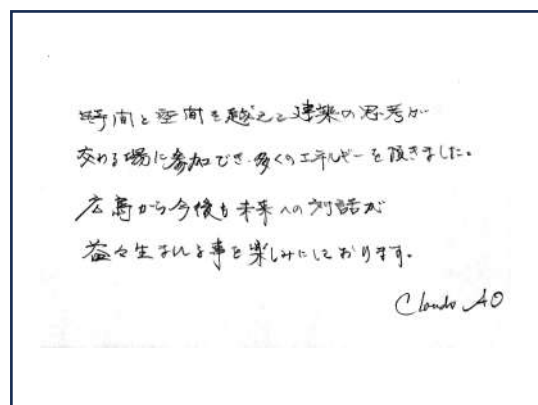 時間と空間を越えて建築の思考が
交わる場に参加でき、多くのエネルギーを頂きました。
広島から今後も未来への対話が
益々生まれる事を楽しみにしております。
Claudo AO